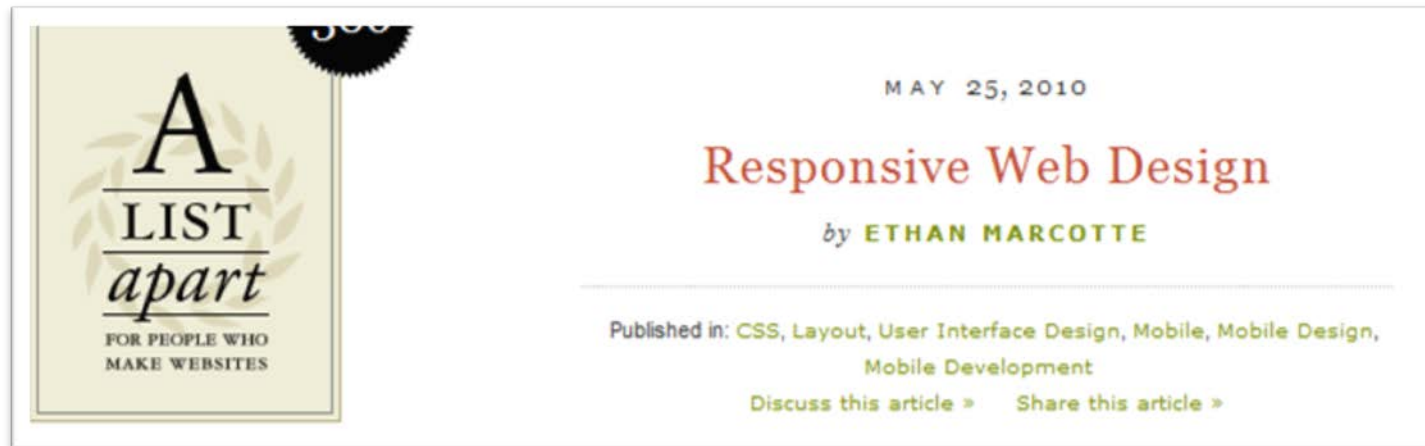 A
LIST
apart
FOR PEOPLE WHO
MAKE WEBSITES
MAY 25, 2010
Responsive Web Design
by ETHAN MARCOTTE
Published in: CSS, Layout, User Interface Design, Mobile, Mobile Design,
Mobile Development
Discuss this article » Share this article »